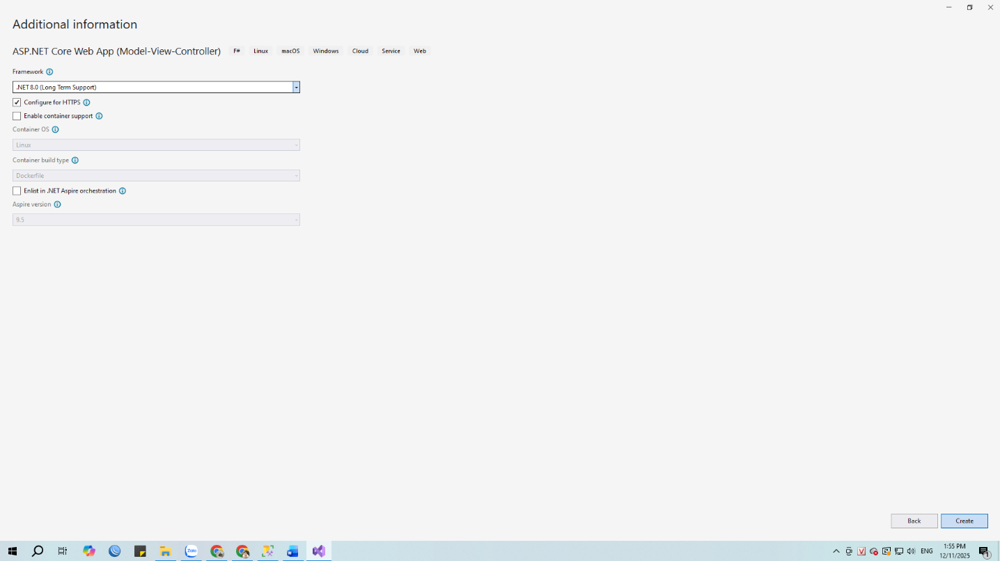 Additional information
ASP.NET Core Web App (Model-View-Controller) F# Linux macOS Windows Cloud Service Web
Framework
.NET 8.0 (Long Term Support)
Configure for HTTPS
Enable container support
Container OS
Linux
Container build type
Dockerfile
Enlist in .NET Aspire orchestration
Aspire version
9.5
Back Create
Zalo
ENG
1:55 PM
12/11/2025
1